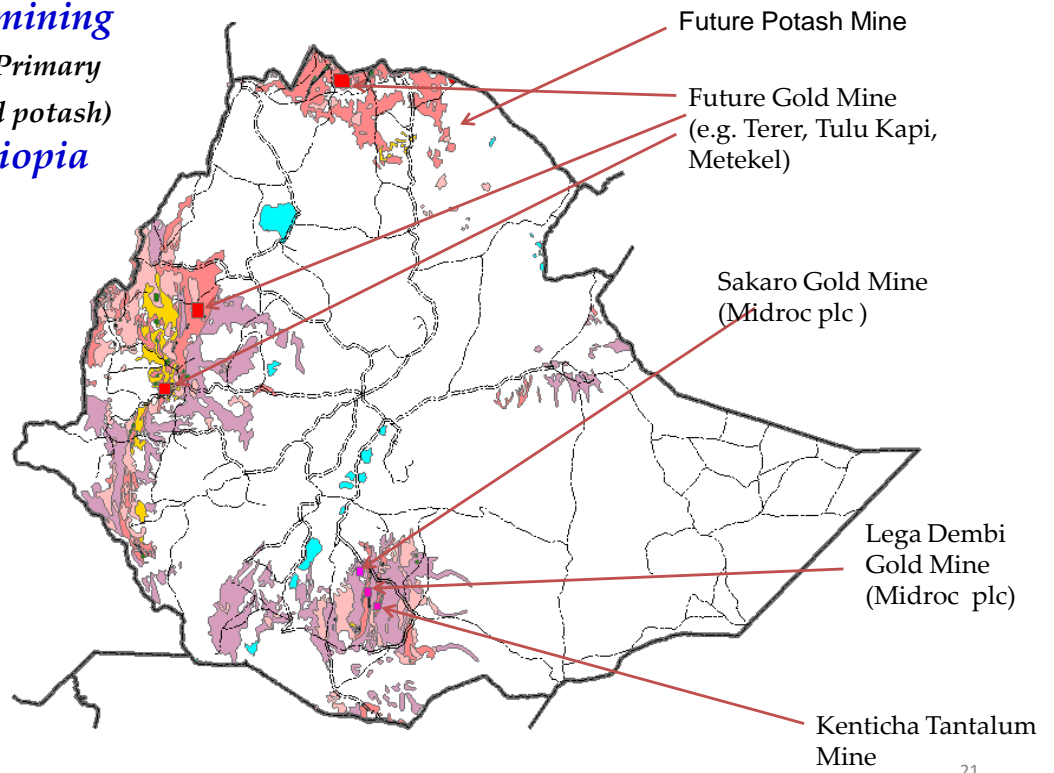 mining
Primary
d potash)
iopia
Future Potash Mine
Future Gold Mine
(e.g. Terer, Tulu Kapi,
Metekel)
Sakaro Gold Mine
(Midroc plc )
Lega Dembi
Gold Mine
(Midroc plc)
Kenticha Tantalum
Mine
21